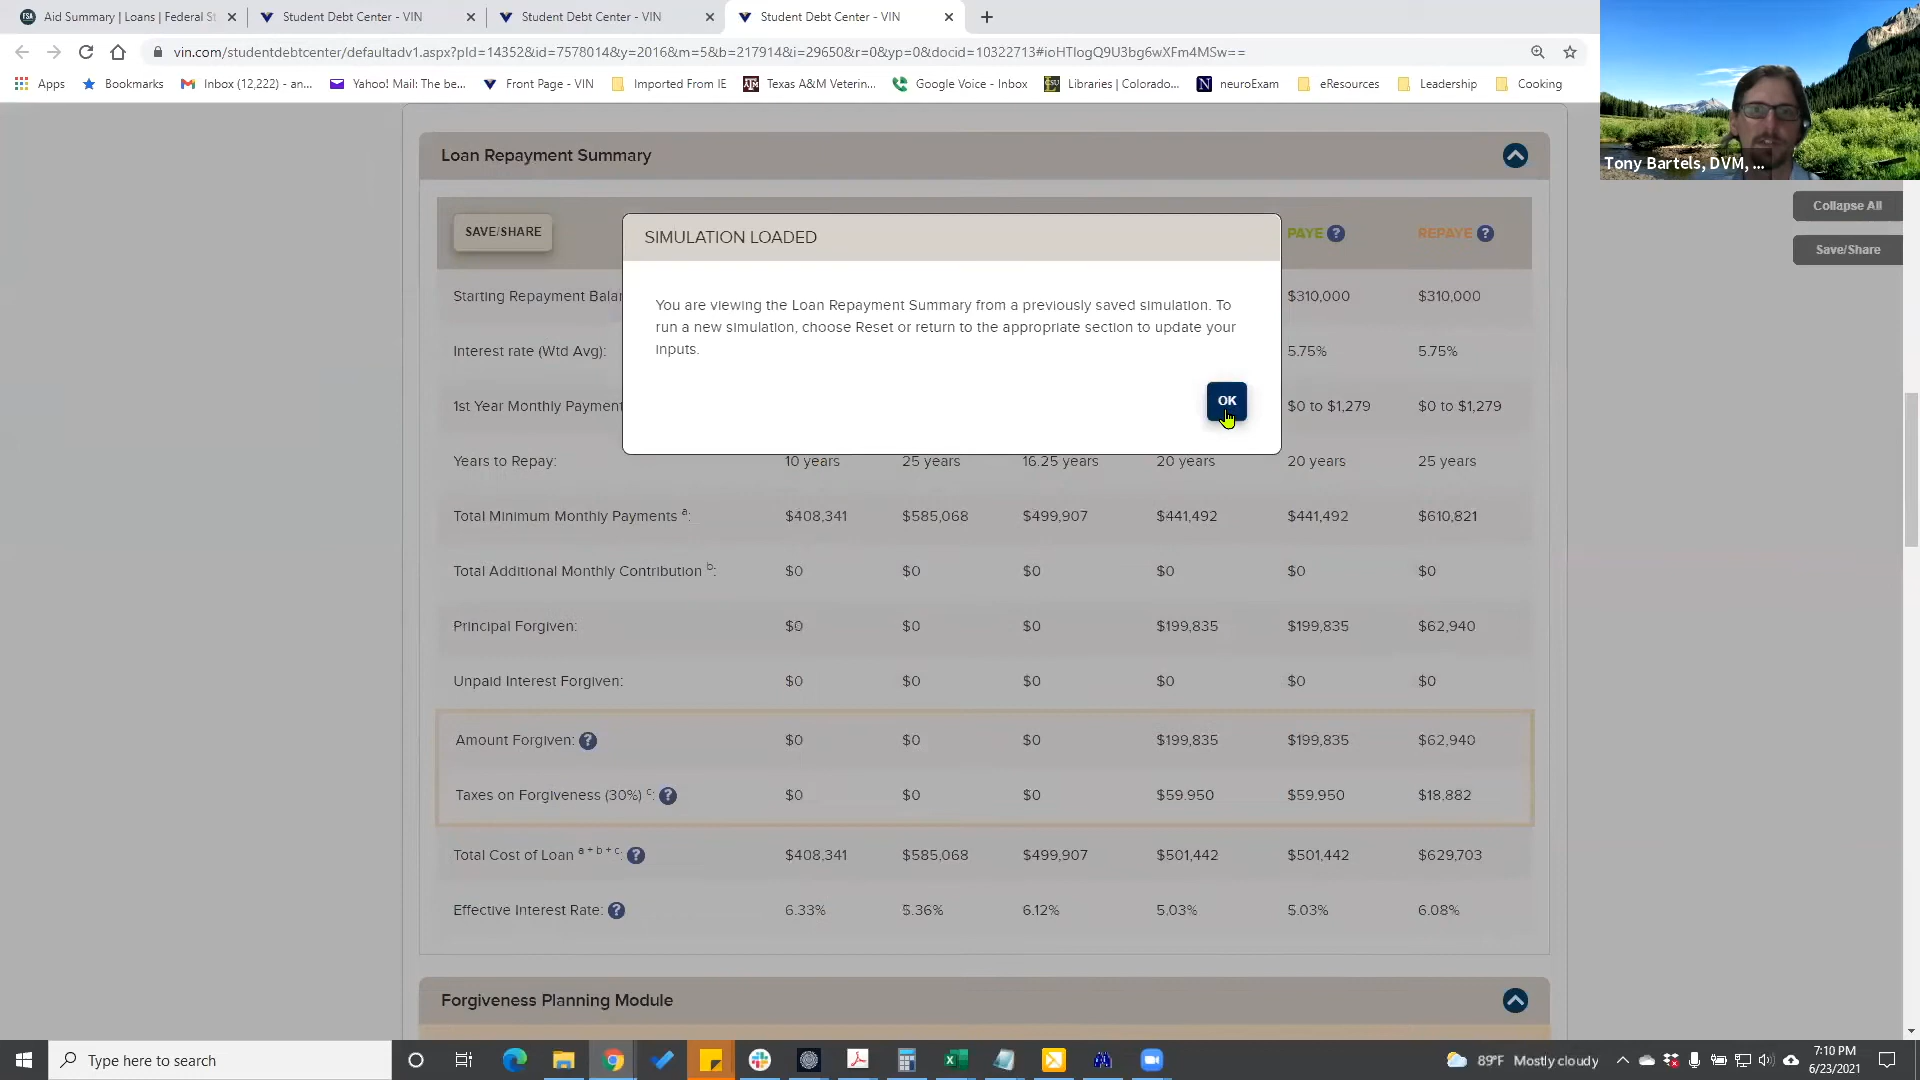 Aid Summary | Loans | Federal St
Student Debt Center - VIN
Student Debt Center - VIN
Student Debt Center - VIN
vin.com/studentdebtcenter/defaultadv1.aspx?pId=14352&id=7578014&y=2016&m=5&b=217914&i=29650&r=0&yp=0&docid=10322713#ioHTIogQ9U3bg6wXFm4MSw==
Apps Bookmarks Inbox (12,222) - an... Yahoo! Mail: The be... Front Page - VIN Imported From IE Texas A&M Veterin... Google Voice - Inbox Libraries | Colorado... neuroExam eResources Leadership Cooking
Tony Bartels, DVM, ...
Collapse All
Save/Share
Loan Repayment Summary
SAVE/SHARE PAYE ? REPAYE ?
SIMULATION LOADED
You are viewing the Loan Repayment Summary from a previously saved simulation. To
run a new simulation, choose Reset or return to the appropriate section to update your
inputs.
OK
Starting Repayment Balan $310,000 $310,000
Interest rate (Wtd Avg): 5.75% 5.75%
1st Year Monthly Payment $0 to $1,279 $0 to $1,279
Years to Repay: 10 years 25 years 16.25 years 20 years 20 years 25 years
Total Minimum Monthly Payments a: $408,341 $585,068 $499,907 $441,492 $441,492 $610,821
Total Additional Monthly Contribution b: $0 $0 $0 $0 $0 $0
Principal Forgiven: $0 $0 $0 $199,835 $199,835 $62,940
Unpaid Interest Forgiven: $0 $0 $0 $0 $0 $0
Amount Forgiven: ? $0 $0 $0 $199,835 $199,835 $62,940
Taxes on Forgiveness (30%) c: ? $0 $0 $0 $59,950 $59,950 $18,882
Total Cost of Loan a + b + c: ? $408,341 $585,068 $499,907 $501,442 $501,442 $629,703
Effective Interest Rate: ? 6.33% 5.36% 6.12% 5.03% 5.03% 6.08%
Forgiveness Planning Module
Type here to search
89°F Mostly cloudy
7:10 PM
6/23/2021